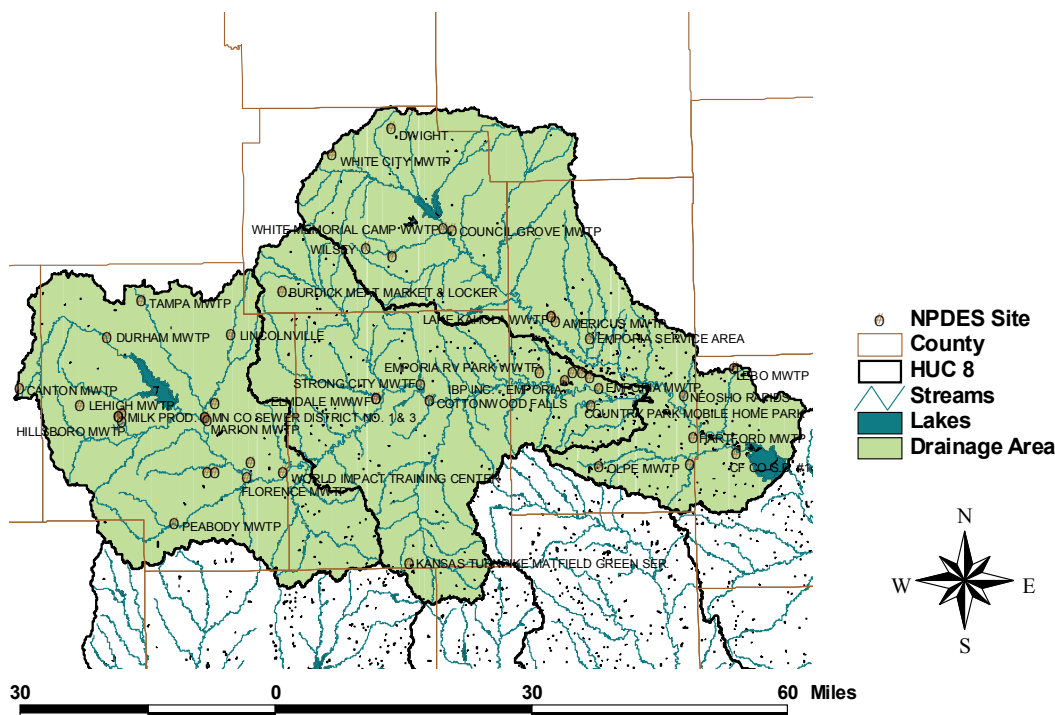 DWIGHT
WHITE CITY MWTP
WHITE MEMORIAL CAMP WWTP
COUNCIL GROVE MWTP
WILSEY
BURDICK MEAT MARKET & LOCKER
TAMPA MWTP
LAKE KAHOLA WWTP
AMERICUS MWTP
DURHAM MWTP
LINCOLNVILLE
EMPORIA SERVICE AREA
EMPORIA RV PARK WWTF
LEBO MWTP
CANTON MWTP
STRONG CITY MWTF
IBP INC. EMPORIA
EMPORIA MWTP
NEOSHO RAPIDS
ELMDALE MWWTF
COTTONWOOD FALLS
LEHIGH MWTP
MILK PROD.
MN CO SEWER DISTRICT NO. 1 & 3
COUNTRY PARK MOBILE HOME PARK
HILLSBORO MWTP
MARION MWTP
HARTFORD MWTP
OLPE MWTP
CF CO S.D. #1
WORLD IMPACT TRAINING CENTER
FLORENCE MWTP
PEABODY MWTP
KANSAS TURNPIKE MATFIELD GREEN SER.
NPDES Site
County
HUC 8
Streams
Lakes
Drainage Area
N
W E
S
30 0 30 60 Miles